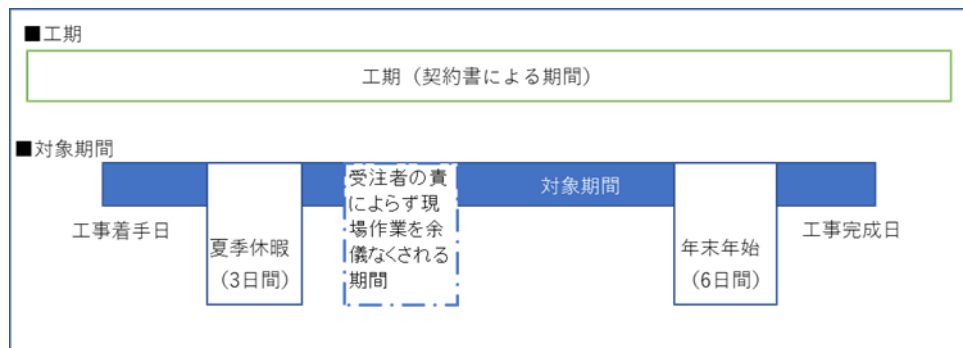 ■工期
工期（契約書による期間）
■対象期間
対象期間
受注者の責
によらず現
場作業を余
儀なくされる
期間
工事着手日
夏季休暇
（3日間）
年末年始
（6日間）
工事完成日